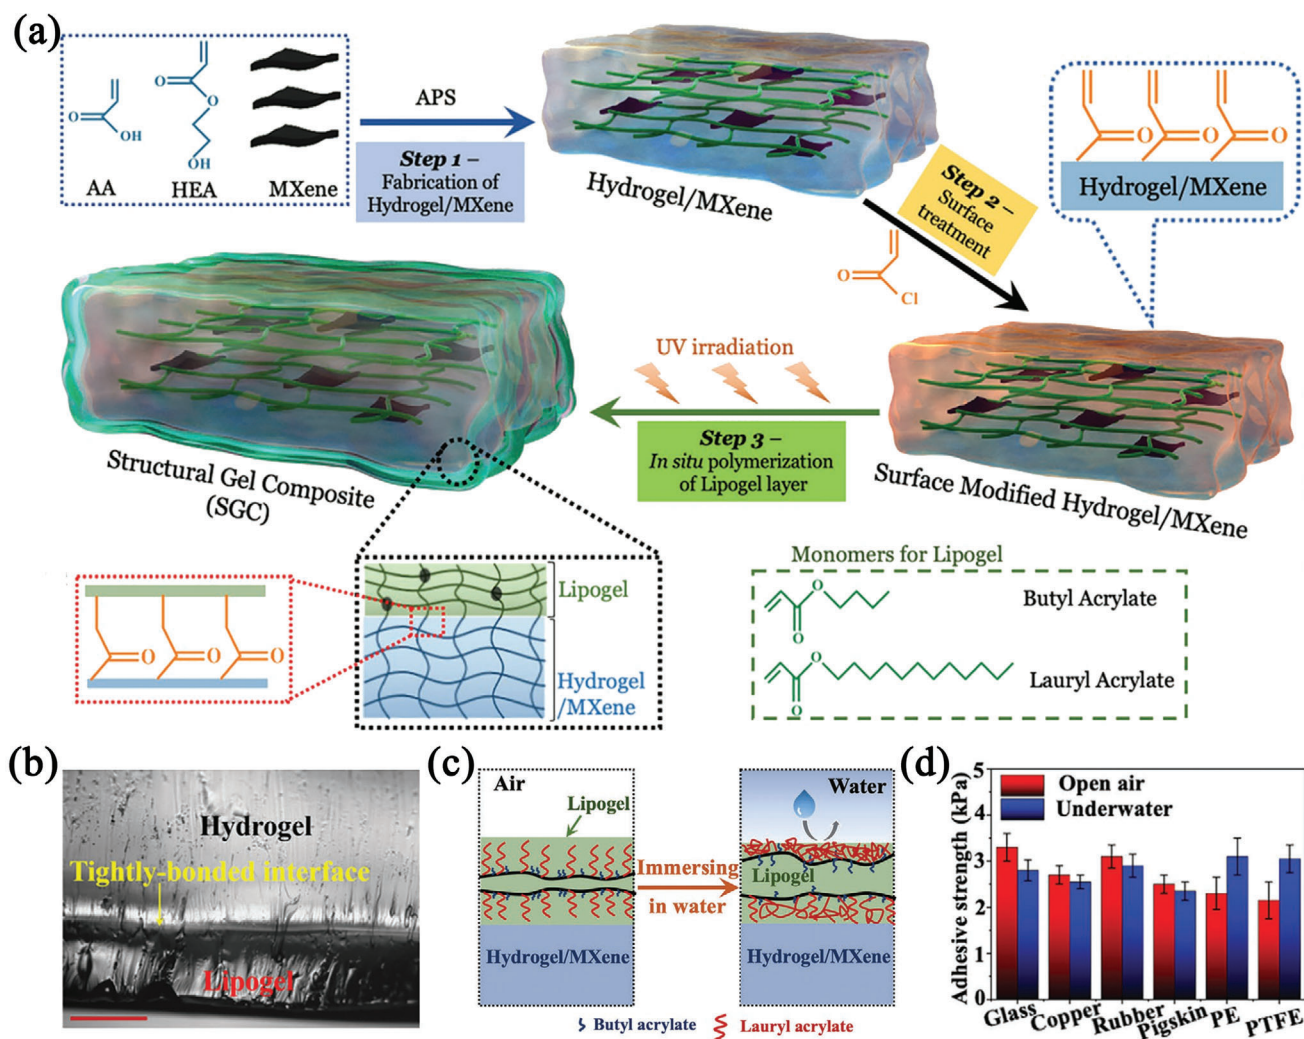 (a)
O
OH
AA
O
O
OH
HEA
MXene
APS
Step 1 –
Fabrication of
Hydrogel/MXene
Hydrogel/MXene
Step 2 –
Surface
treatment
O
Cl
O
O
O
Hydrogel/MXene
Surface Modified Hydrogel/MXene
UV irradiation
Step 3 –
In situ polymerization
of Lipogel layer
Structural Gel Composite
(SGC)
O
O
O
Lipogel
Hydrogel
/MXene
Monomers for Lipogel
O
O
Butyl Acrylate
O
O
Lauryl Acrylate
(b)
Hydrogel
Tightly-bonded interface
Lipogel
(c)
Air
Lipogel
Hydrogel/MXene
Immersing
in water
Water
Lipogel
Hydrogel/MXene
Butyl acrylate
Lauryl acrylate
(d)
Adhesive strength (kPa)
5
4
3
2
1
0
Open air
Underwater
Glass
Copper
Rubber
Pigskin
PE
PTFE